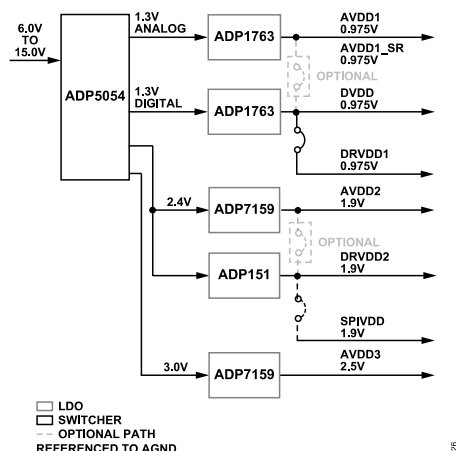 6.0V
TO
15.0V
ADP5054
1.3V
ANALOG
ADP1763
AVDD1
0.975V
AVDD1_SR
0.975V
OPTIONAL
1.3V
DIGITAL
ADP1763
DVDD
0.975V
DRVDD1
0.975V
2.4V
ADP7159
AVDD2
1.9V
OPTIONAL
ADP151
DRVDD2
1.9V
SPIVDD
1.9V
3.0V
ADP7159
AVDD3
2.5V
LDO
SWITCHER
OPTIONAL PATH
REFERENCED TO AGND
26